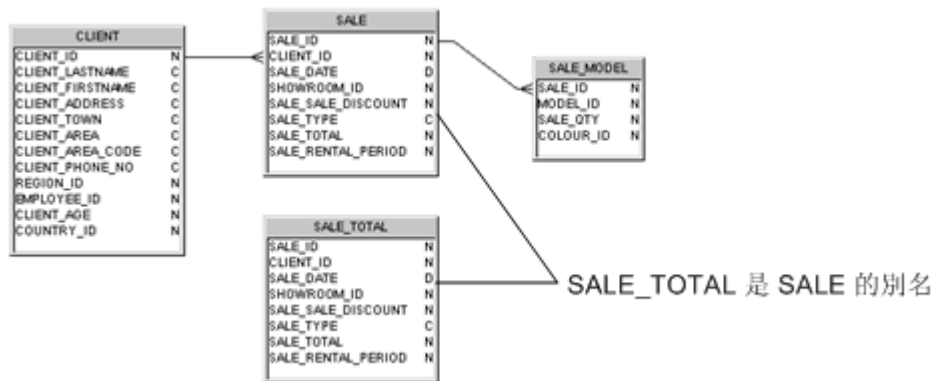 CLIENT
CLIENT_ID N
CLIENT_LASTNAME C
CLIENT_FIRSTNAME C
CLIENT_ADDRESS C
CLIENT_TOWN C
CLIENT_AREA C
CLIENT_AREA_CODE C
CLIENT_PHONE_NO C
REGION_ID N
EMPLOYEE_ID N
CLIENT_AGE N
COUNTRY_ID N
SALE
SALE_ID N
CLIENT_ID N
SALE_DATE D
SHOWROOM_ID N
SALE_SALE_DISCOUNT N
SALE_TYPE C
SALE_TOTAL N
SALE_RENTAL_PERIOD N
SALE_MODEL
SALE_ID N
MODEL_ID N
SALE_QTY N
COLOUR_ID N
SALE_TOTAL
SALE_ID N
CLIENT_ID N
SALE_DATE D
SHOWROOM_ID N
SALE_SALE_DISCOUNT N
SALE_TYPE C
SALE_TOTAL N
SALE_RENTAL_PERIOD N
SALE_TOTAL 是 SALE 的別名